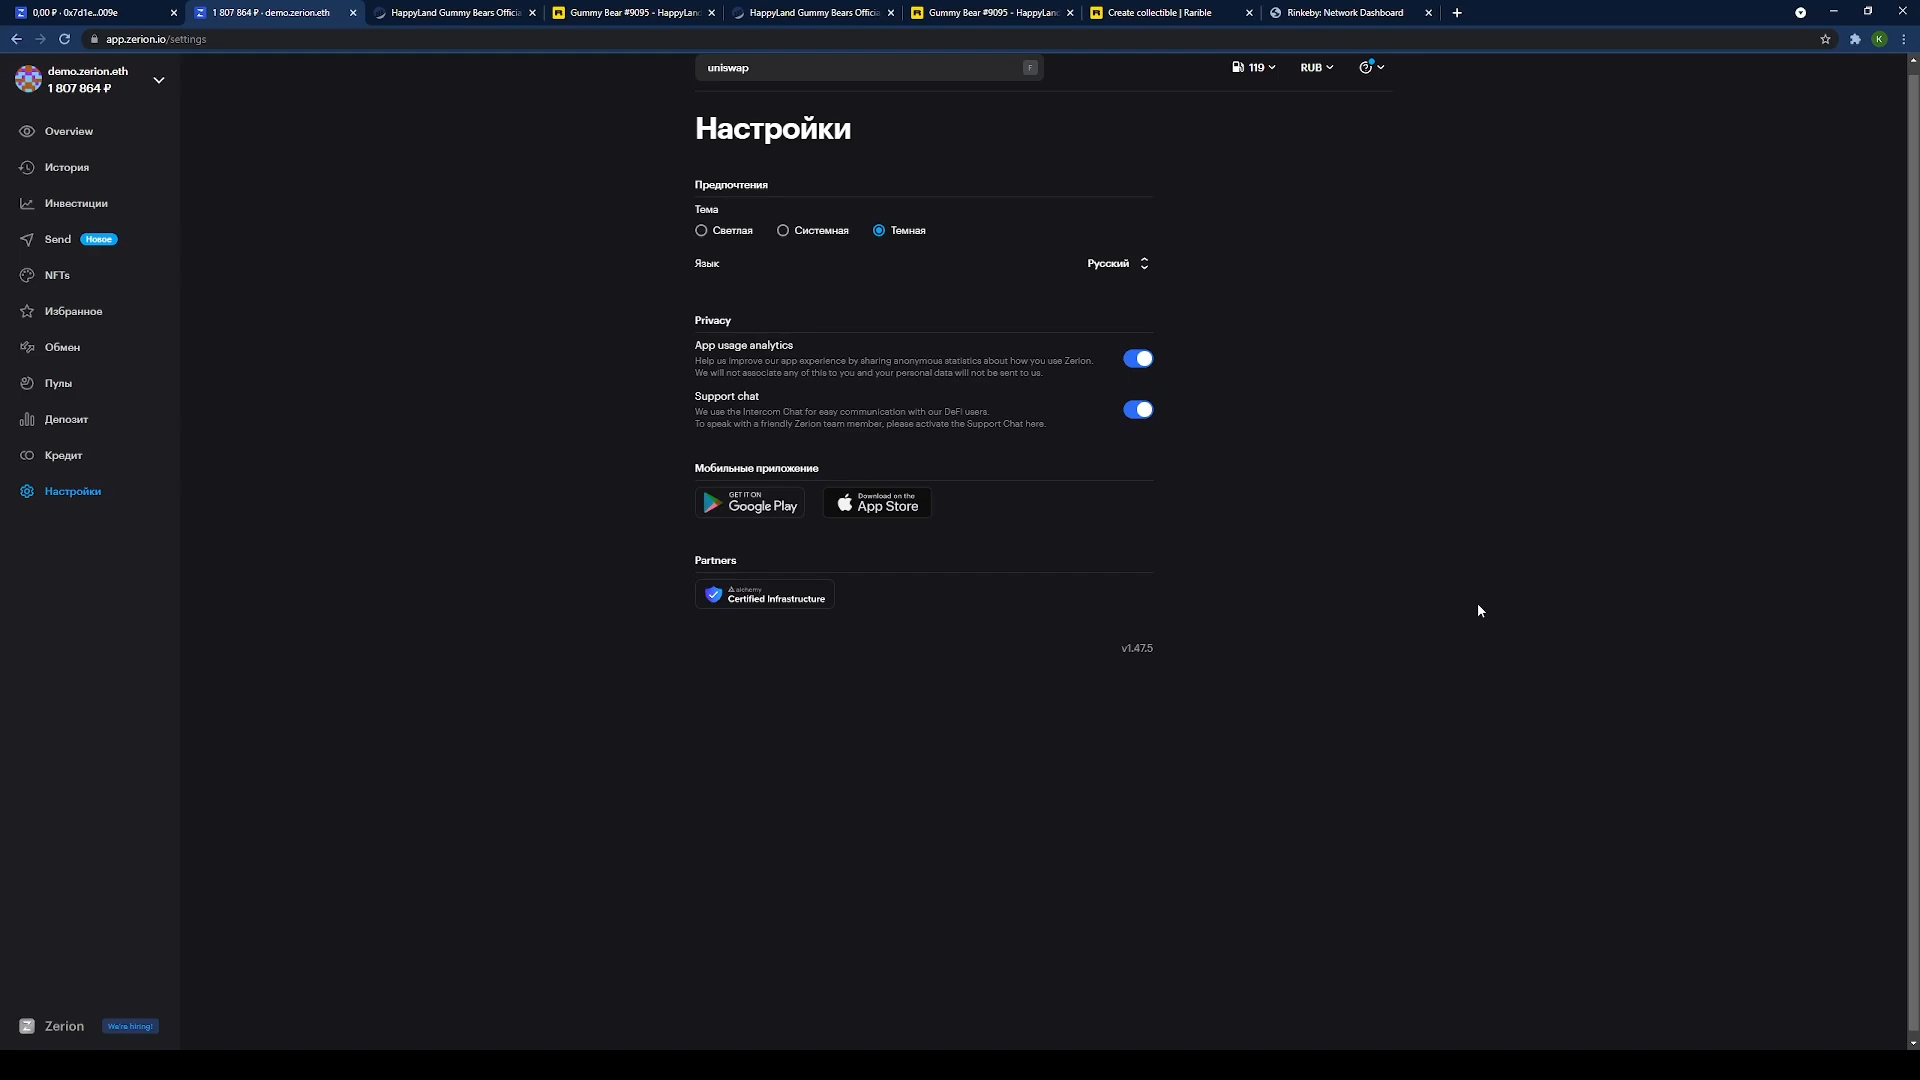 0,00 ₽ · 0x7d1e...009e
1 807 864 ₽ · demo.zerion.eth
HappyLand Gummy Bears Officia
Gummy Bear #9095 - HappyLand
HappyLand Gummy Bears Officia
Gummy Bear #9095 - HappyLand
Create collectible | Rarible
Rinkeby: Network Dashboard
app.zerion.io/settings
K
demo.zerion.eth
1 807 864 ₽
Overview
История
Инвестиции
Send Новое
NFTs
Избранное
Обмен
Пулы
Депозит
Кредит
Настройки
Zerion We're hiring!
uniswap F
119
RUB
Настройки
Предпочтения
Тема
Светлая Системная Темная
Язык Русский
Privacy
App usage analytics
Help us improve our app experience by sharing anonymous statistics about how you use Zerion.
We will not associate any of this to you and your personal data will not be sent to us.
Support chat
We use the Intercom Chat for easy communication with our DeFi users.
To speak with a friendly Zerion team member, please activate the Support Chat here.
Мобильные приложение
GET IT ON
Google Play
Download on the
App Store
Partners
alchemy
Certified Infrastructure
v1.47.5